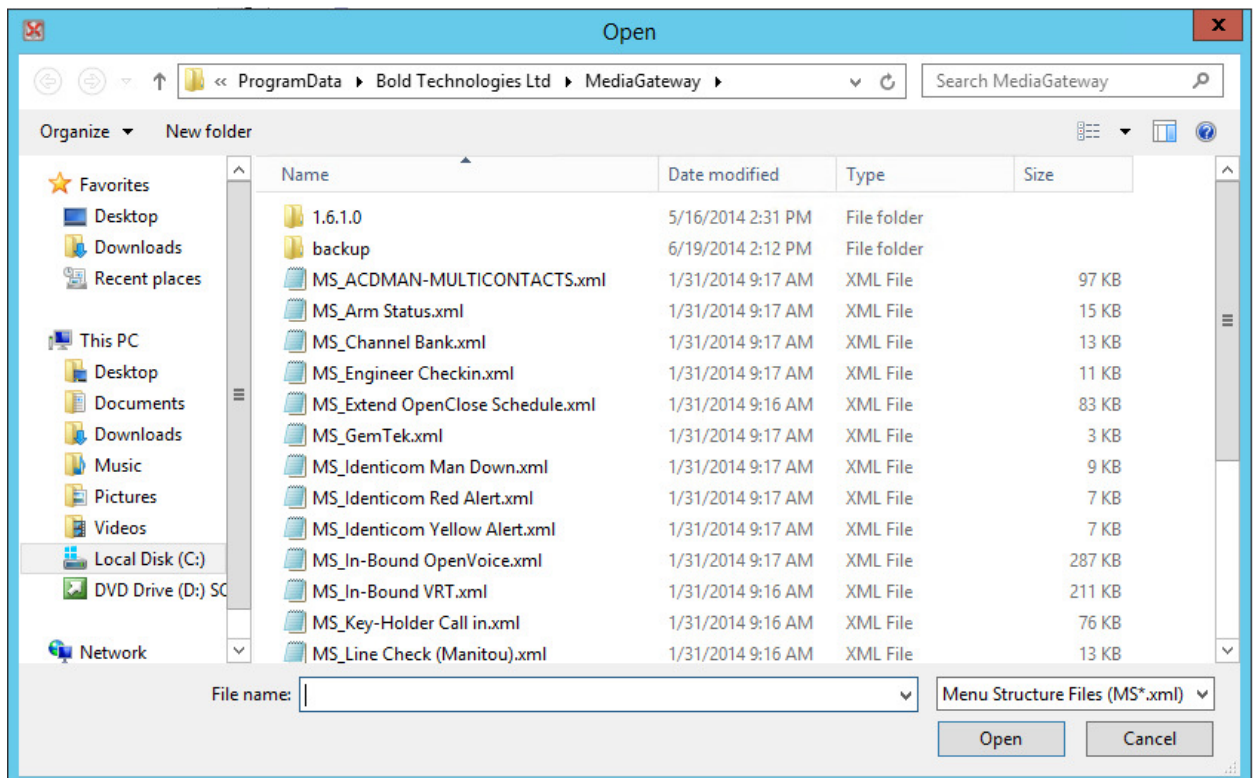 Open
« ProgramData ▸ Bold Technologies Ltd ▸ MediaGateway ▸ Search MediaGateway
Organize New folder
Name Date modified Type Size
Favorites
Desktop
Downloads
Recent places
This PC
Desktop
Documents
Downloads
Music
Pictures
Videos
Local Disk (C:)
DVD Drive (D:) SC
Network
1.6.1.0 5/16/2014 2:31 PM File folder
backup 6/19/2014 2:12 PM File folder
MS_ACDMAN-MULTICONTACTS.xml 1/31/2014 9:17 AM XML File 97 KB
MS_Arm Status.xml 1/31/2014 9:17 AM XML File 15 KB
MS_Channel Bank.xml 1/31/2014 9:17 AM XML File 13 KB
MS_Engineer Checkin.xml 1/31/2014 9:17 AM XML File 11 KB
MS_Extend OpenClose Schedule.xml 1/31/2014 9:16 AM XML File 83 KB
MS_GemTek.xml 1/31/2014 9:17 AM XML File 3 KB
MS_Identicom Man Down.xml 1/31/2014 9:17 AM XML File 9 KB
MS_Identicom Red Alert.xml 1/31/2014 9:17 AM XML File 7 KB
MS_Identicom Yellow Alert.xml 1/31/2014 9:17 AM XML File 7 KB
MS_In-Bound OpenVoice.xml 1/31/2014 9:17 AM XML File 287 KB
MS_In-Bound VRT.xml 1/31/2014 9:17 AM XML File 211 KB
MS_Key-Holder Call in.xml 1/31/2014 9:16 AM XML File 76 KB
MS_Line Check (Manitou).xml 1/31/2014 9:16 AM XML File 13 KB
File name: Menu Structure Files (MS*.xml)
Open Cancel